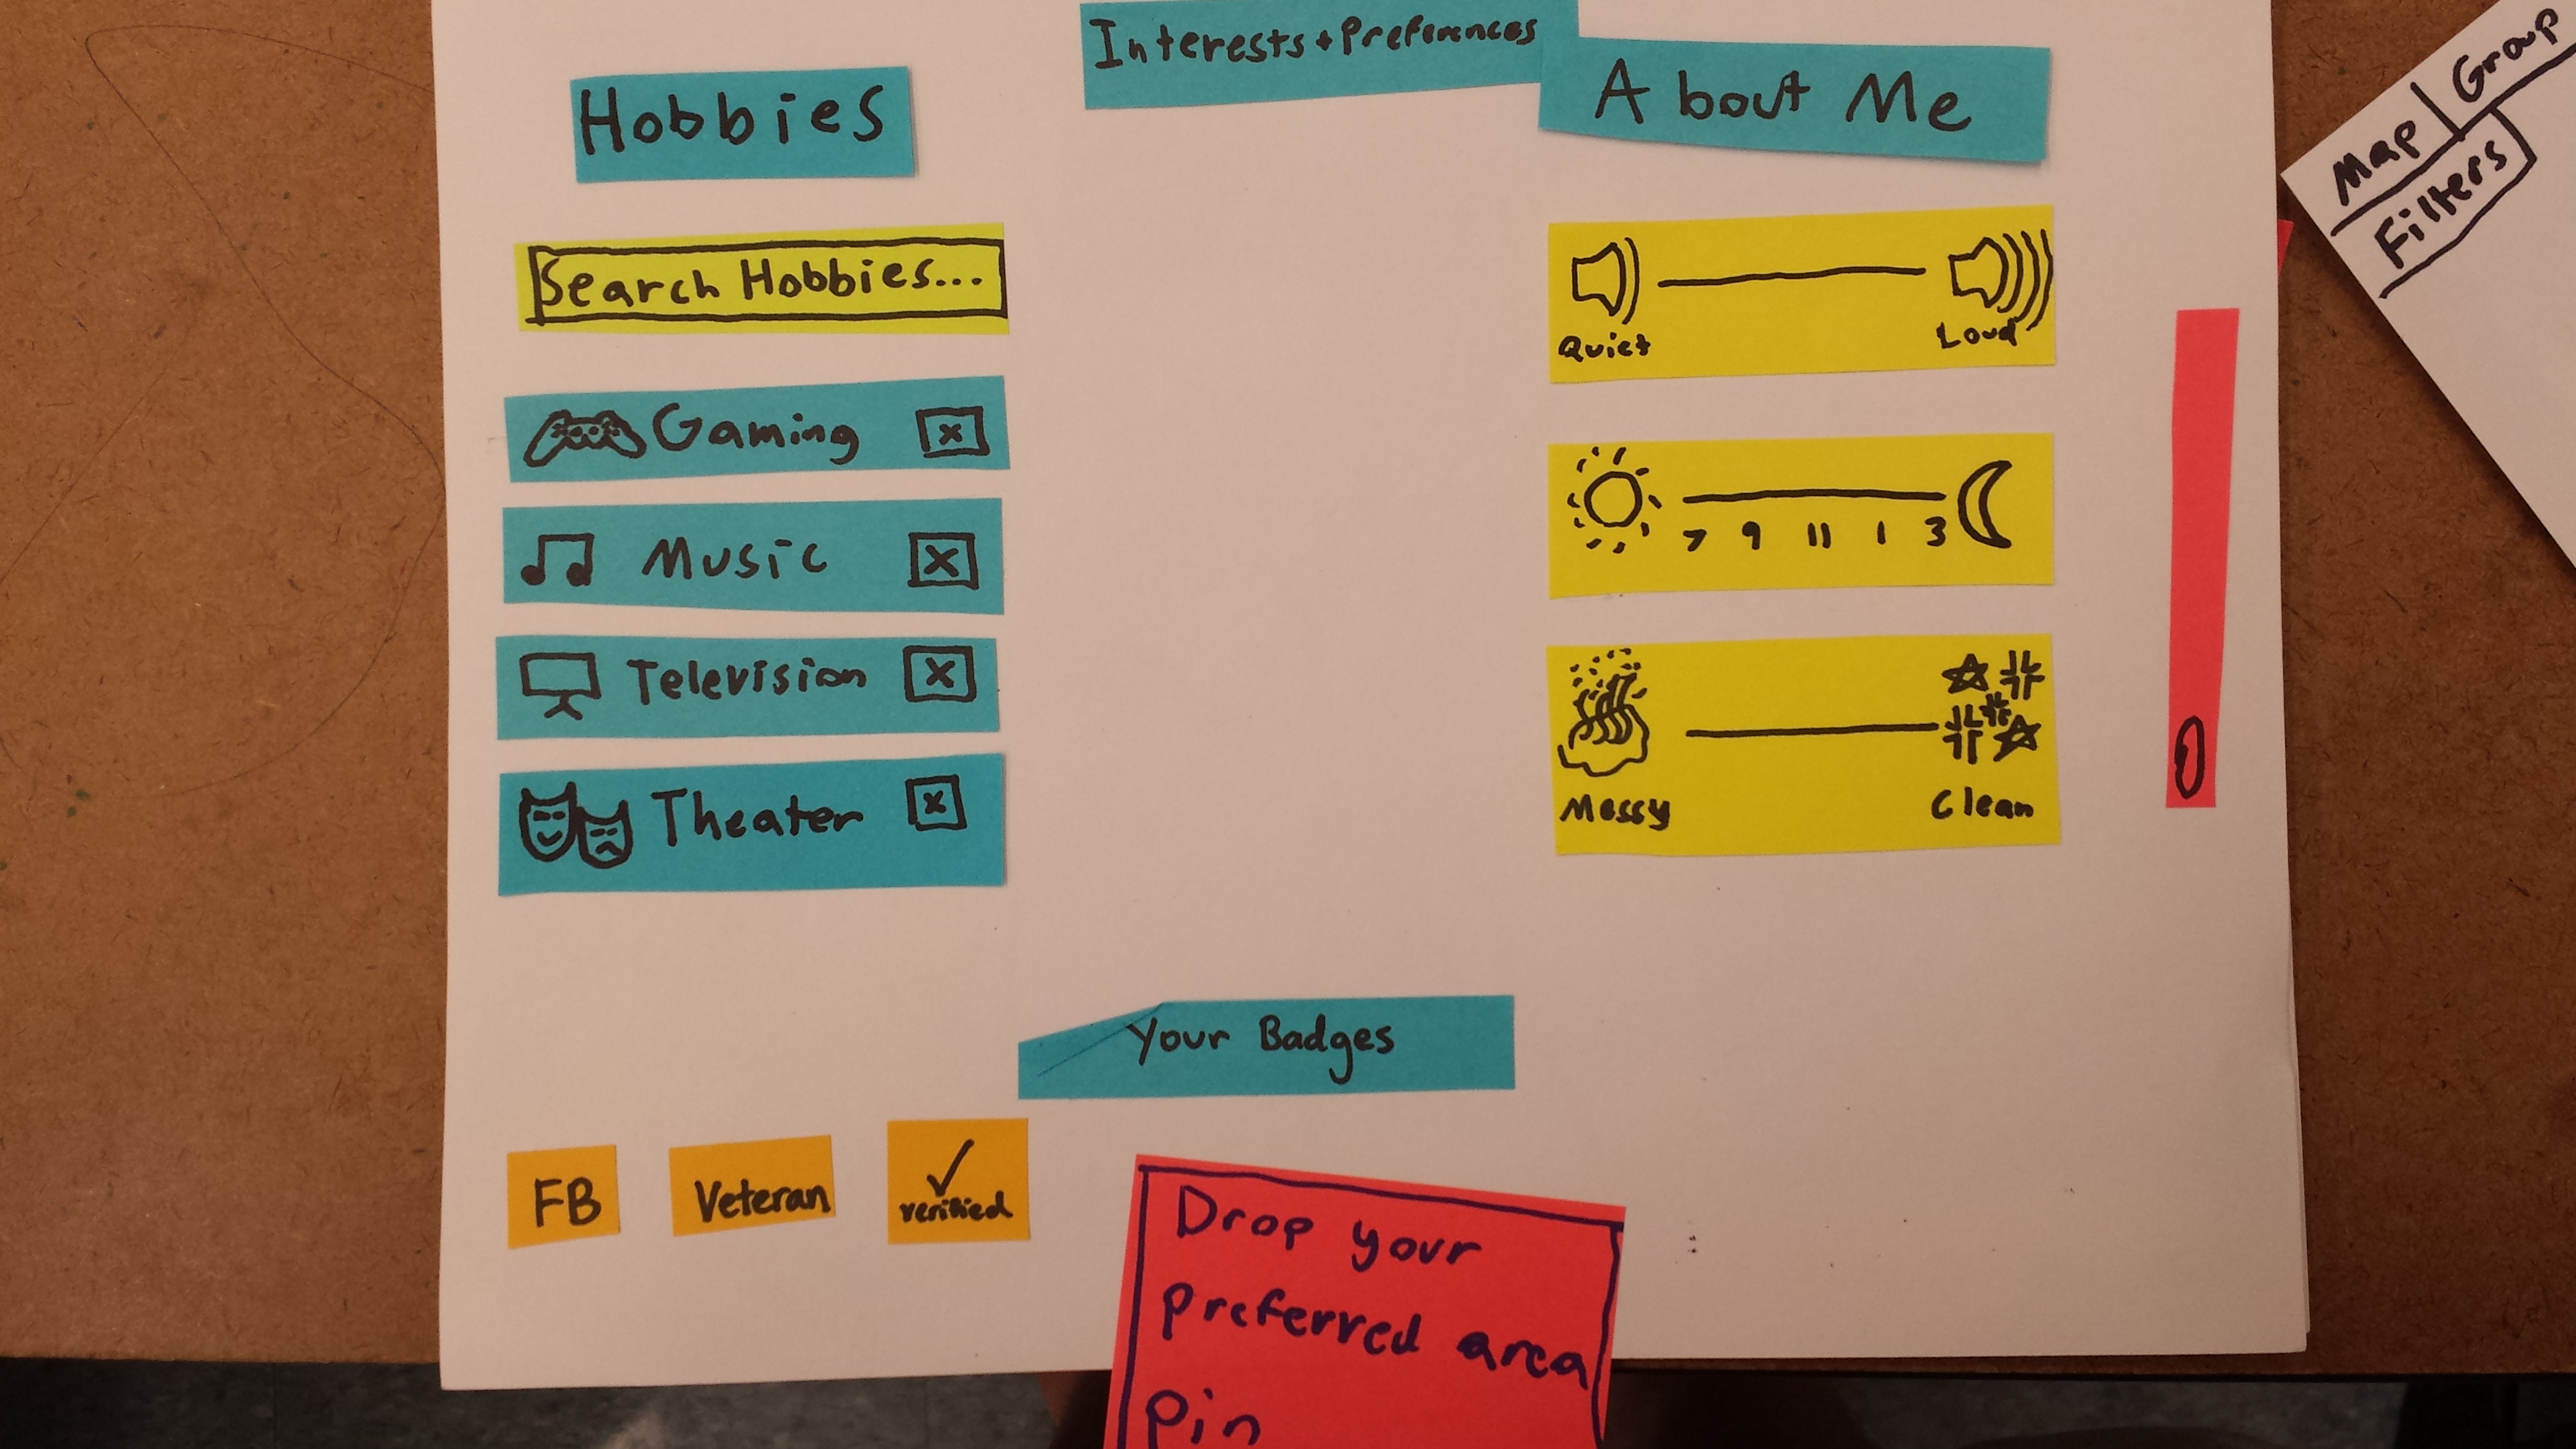 Interests + Preferences
Hobbies
About Me
Search Hobbies...
Gaming x
Music x
Television x
Theater x
Quiet Loud
7 9 11 1 3
Messy Clean
Your Badges
FB
Veteran
verified
Drop your
preferred area
pin
Map Group
Filters